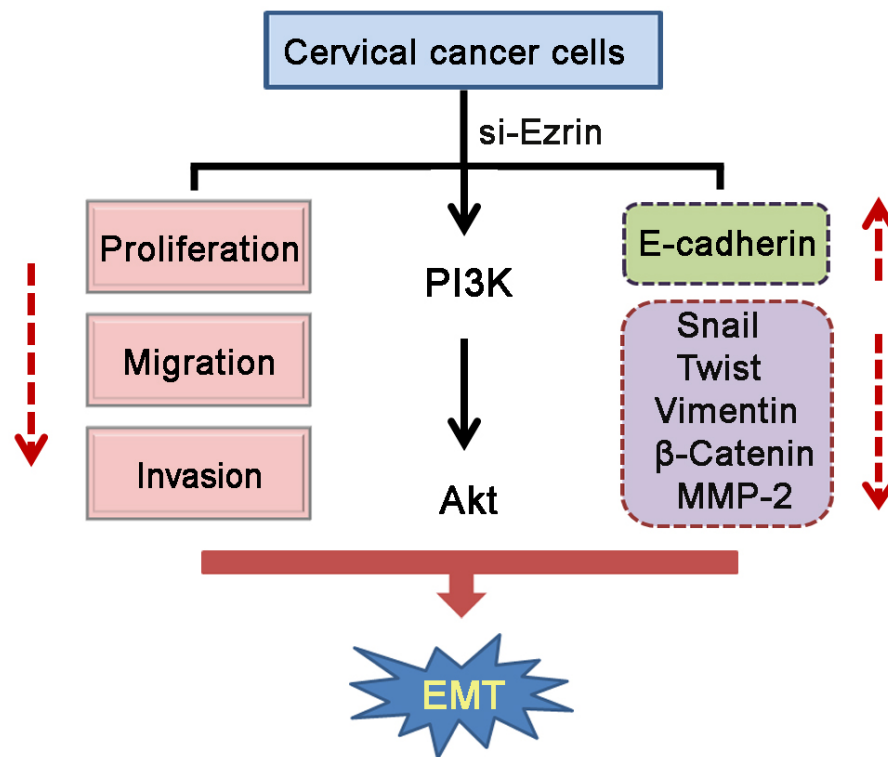 Cervical cancer cells
si-Ezrin
Proliferation
Migration
Invasion
PI3K
Akt
E-cadherin
Snail
Twist
Vimentin
β-Catenin
MMP-2
EMT